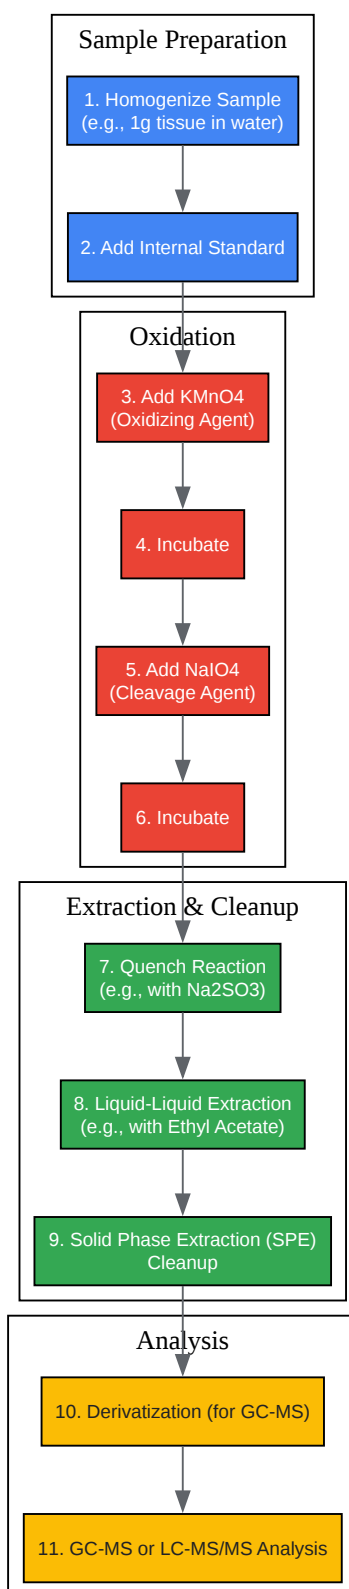 Sample Preparation
1. Homogenize Sample
(e.g., 1g tissue in water)
2. Add Internal Standard
Oxidation
3. Add KMnO4
(Oxidizing Agent)
4. Incubate
5. Add NaIO4
(Cleavage Agent)
6. Incubate
Extraction & Cleanup
7. Quench Reaction
(e.g., with Na2SO3)
8. Liquid-Liquid Extraction
(e.g., with Ethyl Acetate)
9. Solid Phase Extraction (SPE)
Cleanup
Analysis
10. Derivatization (for GC-MS)
11. GC-MS or LC-MS/MS Analysis